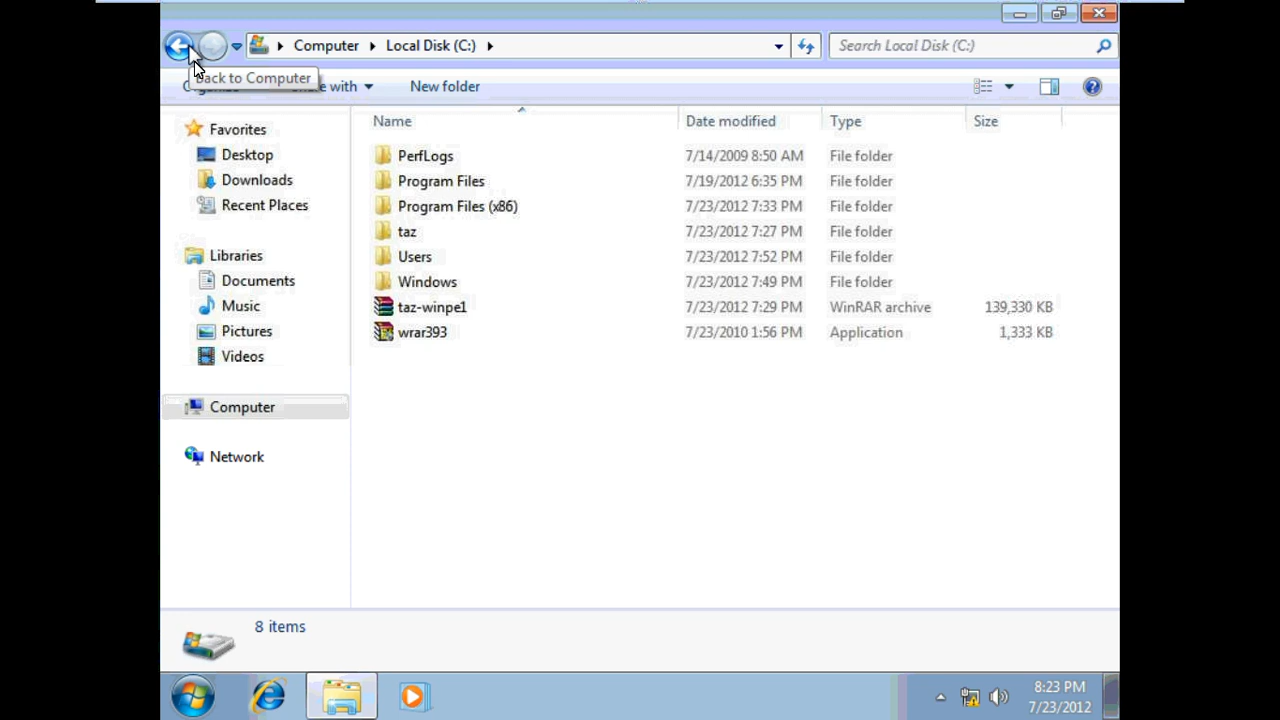 Computer Local Disk (C:) Search Local Disk (C:)
Back to Computer
Share with New folder
Name Date modified Type Size
Favorites
Desktop
Downloads
Recent Places
Libraries
Documents
Music
Pictures
Videos
Computer
Network
PerfLogs 7/14/2009 8:50 AM File folder
Program Files 7/19/2012 6:35 PM File folder
Program Files (x86) 7/23/2012 7:33 PM File folder
taz 7/23/2012 7:27 PM File folder
Users 7/23/2012 7:52 PM File folder
Windows 7/23/2012 7:49 PM File folder
taz-winpe1 7/23/2012 7:29 PM WinRAR archive 139,330 KB
wrar393 7/23/2010 1:56 PM Application 1,333 KB
8 items
8:23 PM
7/23/2012